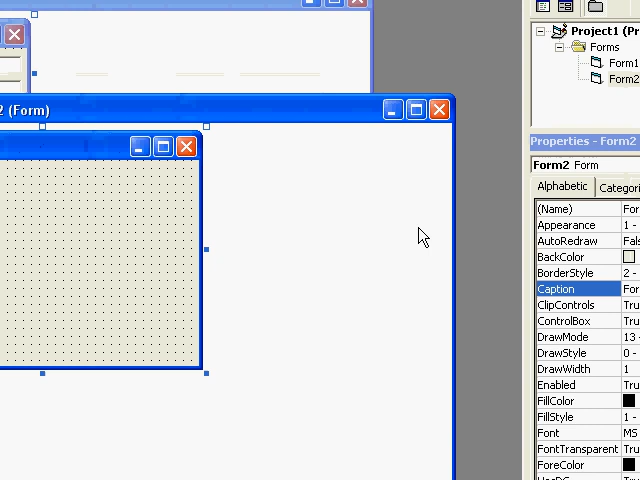 2 (Form)
Project1 (Pr
Forms
Form1
Form2
Properties - Form2
Form2 Form
Alphabetic
Categori
(Name) For
Appearance 1 -
AutoRedraw Fals
BackColor
BorderStyle 2 -
Caption For
ClipControls Tru
ControlBox Tru
DrawMode 13 -
DrawStyle 0 -
DrawWidth 1
Enabled Tru
FillColor
FillStyle 1 -
Font MS
FontTransparent Tru
ForeColor